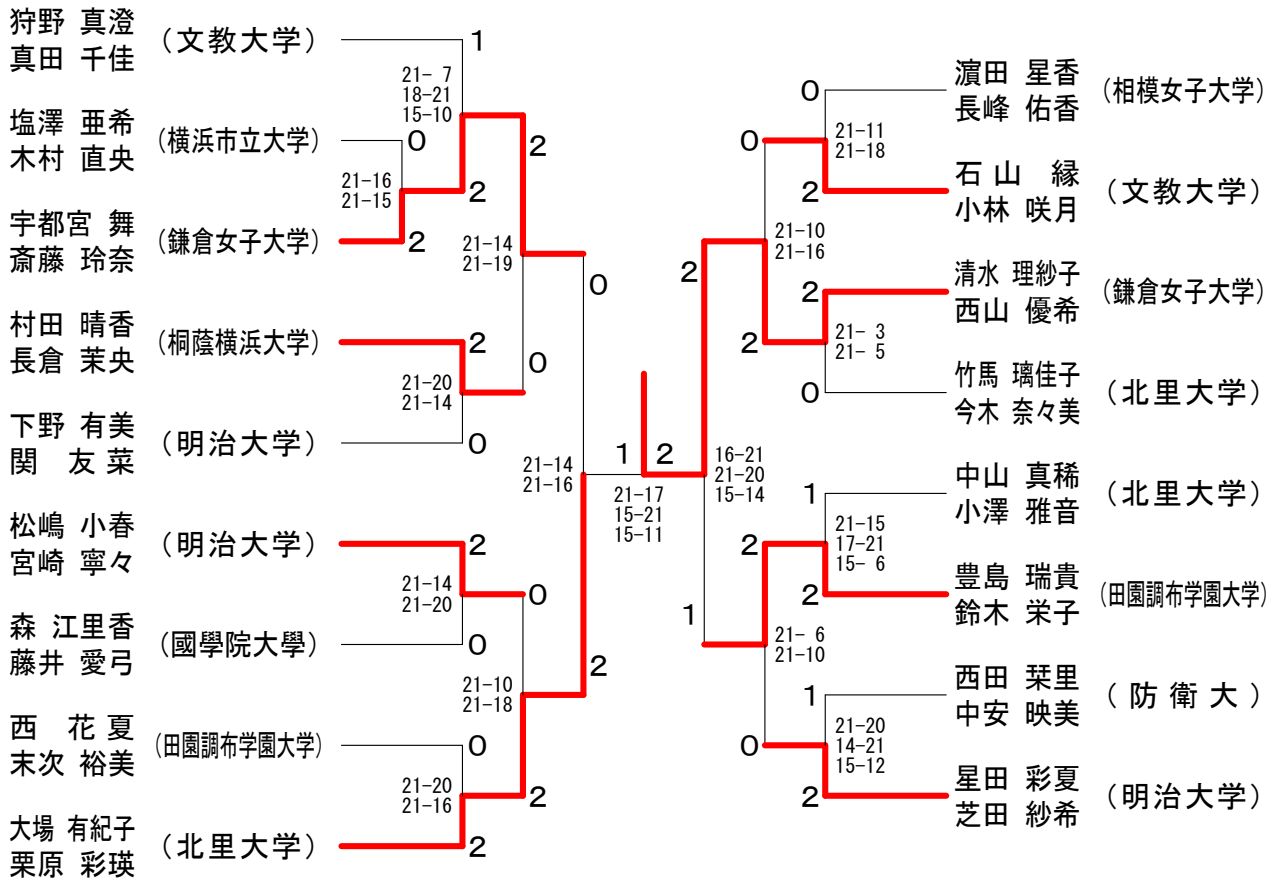 狩野 真澄
真田 千佳
(文教大学)
1
21- 7
18-21
15-10
塩澤 亜希
木村 直央
(横浜市立大学)
0
2
21-16
21-15
2
宇都宮 舞
斎藤 玲奈
(鎌倉女子大学)
2
21-14
21-19
0
村田 晴香
長倉 茉央
(桐蔭横浜大学)
2
0
21-20
21-14
下野 有美
関 友菜
(明治大学)
0
21-14
21-16
松嶋 小春
宮崎 寧々
(明治大学)
2
21-14
21-20
0
森 江里香
藤井 愛弓
(國學院大學)
0
2
21-10
21-18
西 花夏
末次 裕美
(田園調布学園大学)
0
21-20
21-16
2
大場 有紀子
栗原 彩瑛
(北里大学)
2
1
2
21-17
15-21
15-11
0
濵田 星香
長峰 佑香
(相模女子大学)
0
21-11
21-18
2
石山 縁
小林 咲月
(文教大学)
21-10
21-16
2
2
清水 理紗子
西山 優希
(鎌倉女子大学)
2
21- 3
21- 5
0
竹馬 璃佳子
今木 奈々美
(北里大学)
16-21
21-20
15-14
1
中山 真稀
小澤 雅音
(北里大学)
21-15
17-21
15- 6
2
2
豊島 瑞貴
鈴木 栄子
(田園調布学園大学)
1
21- 6
21-10
1
西田 栞里
中安 映美
(防衛大)
0
21-20
14-21
15-12
2
星田 彩夏
芝田 紗希
(明治大学)